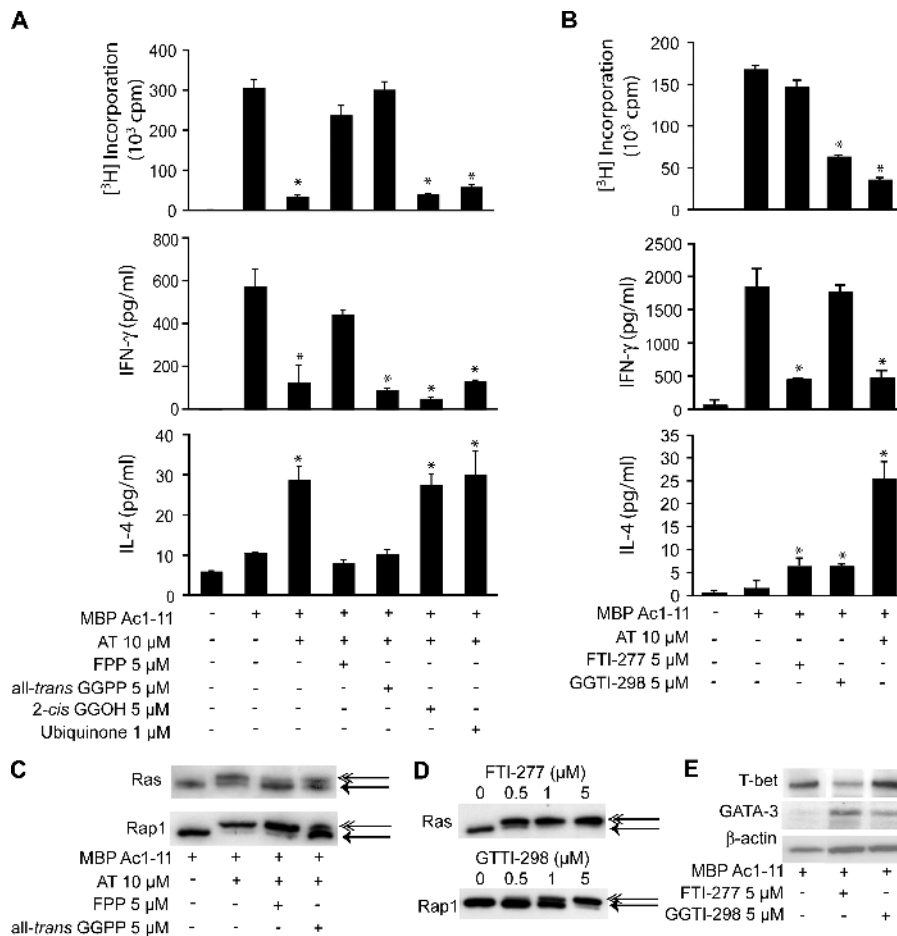 A
[³H] Incorporation
(10³ cpm)
400
300
200
100
0
* * *
IFN-γ (pg/ml)
800
600
400
200
0
* * * *
IL-4 (pg/ml)
40
30
20
10
0
* * *
MBP Ac1-11 - + + + + + +
AT 10 µM - - + + + + +
FPP 5 µM - - - + - - -
all-trans GGPP 5 µM - - - - + - -
2-cis GGOH 5 µM - - - - - + -
Ubiquinone 1 µM - - - - - - +
B
[³H] Incorporation
(10³ cpm)
200
150
100
50
0
* *
IFN-γ (pg/ml)
2500
2000
1500
1000
500
0
* *
IL-4 (pg/ml)
35
30
25
20
15
10
5
0
* * *
MBP Ac1-11 - + + + +
AT 10 µM - - - - +
FTI-277 5 µM - - + - -
GGTI-298 5 µM - - - + -
C
Ras
Rap1
MBP Ac1-11 + + + +
AT 10 µM - + + +
FPP 5 µM - - + -
all-trans GGPP 5 µM - - - +
D
FTI-277 (µM)
0 0.5 1 5
Ras
GTTI-298 (µM)
0 0.5 1 5
Rap1
E
T-bet
GATA-3
β-actin
MBP Ac1-11 + + +
FTI-277 5 µM - + -
GGTI-298 5 µM - - +